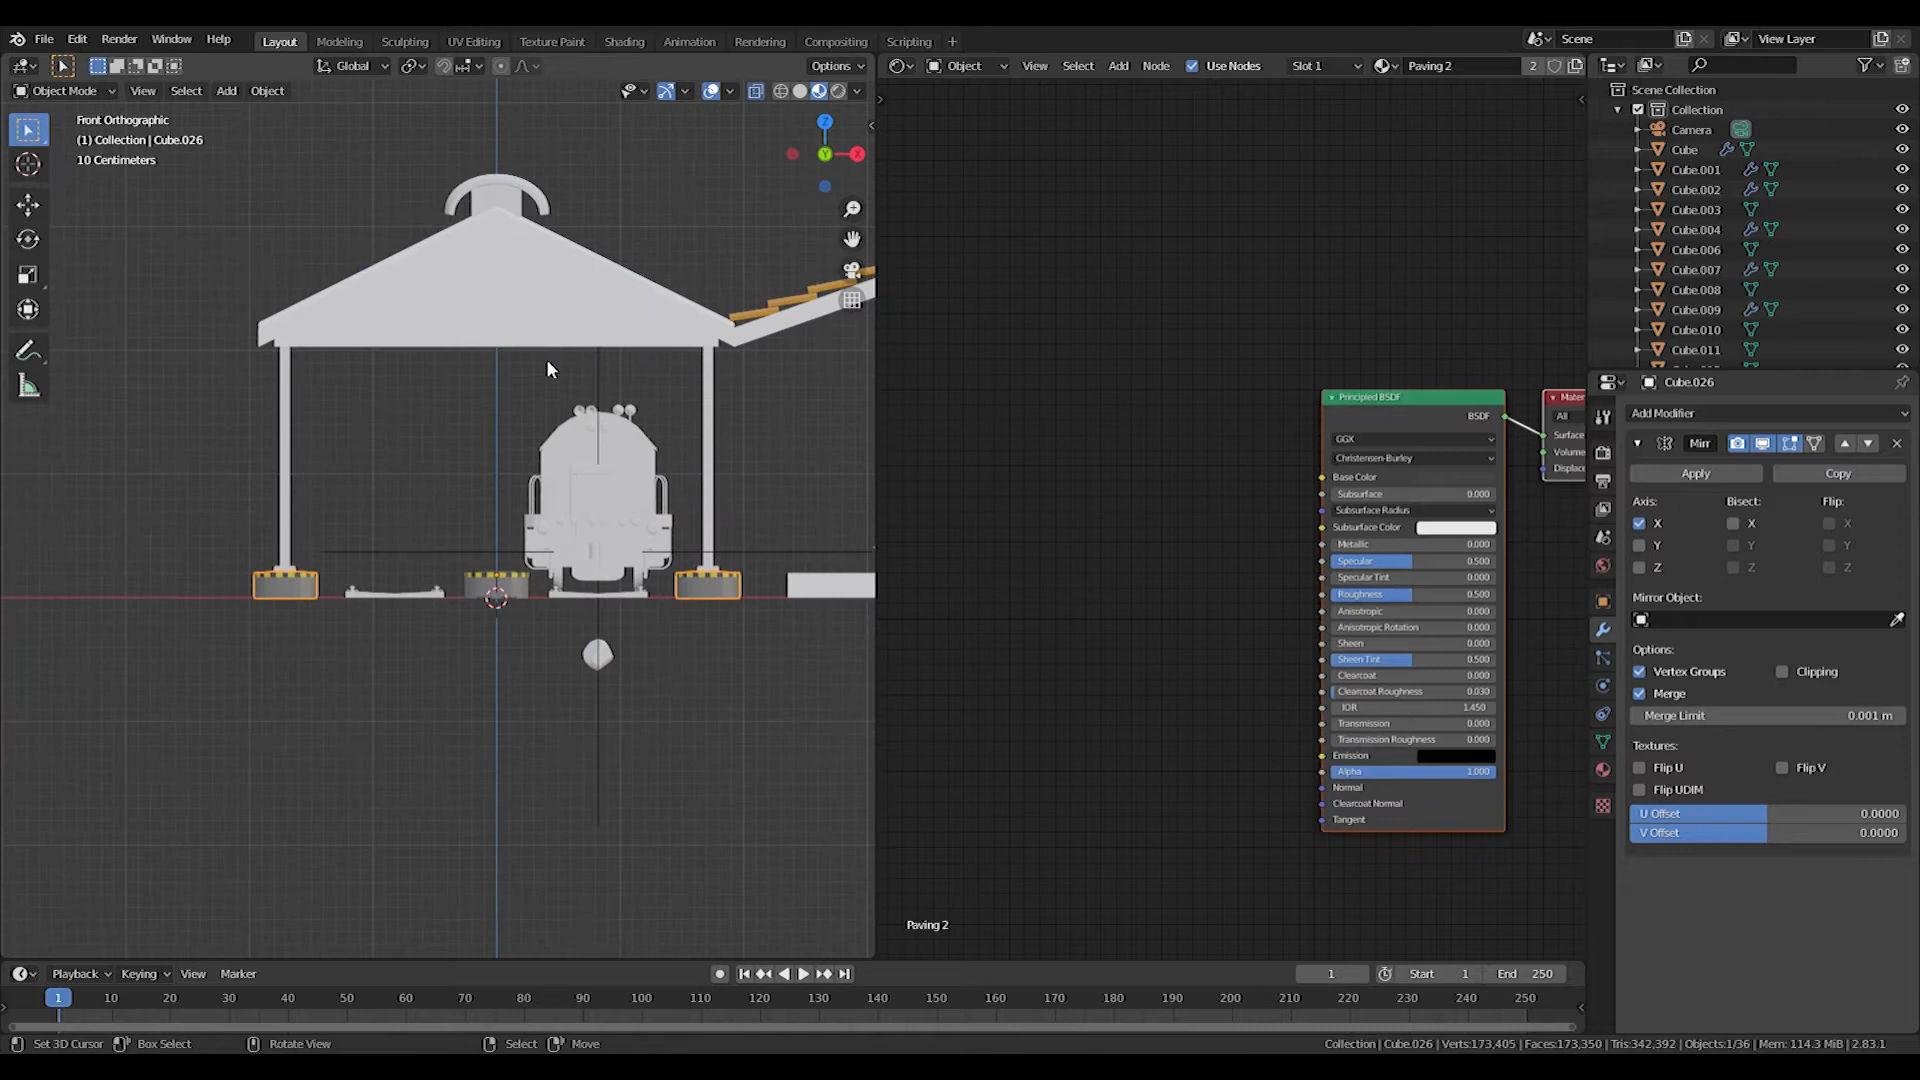 File Edit Render Window Help Layout Modeling Sculpting UV Editing Texture Paint Shading Animation Rendering Compositing Scripting + Scene View Layer
Global Options Object View Select Add Node Use Nodes Slot 1 Paving 2 2
Object Mode View Select Add Object
Front Orthographic
(1) Collection | Cube.026
10 Centimeters
Z
Y
X
Scene Collection
Collection
Camera
Cube
Cube.001
Cube.002
Cube.003
Cube.004
Cube.006
Cube.007
Cube.008
Cube.009
Cube.010
Cube.011
Principled BSDF
BSDF
GGX
Christensen-Burley
Base Color
Subsurface 0.000
Subsurface Radius
Subsurface Color
Metallic 0.000
Specular 0.500
Specular Tint 0.000
Roughness 0.500
Anisotropic 0.000
Anisotropic Rotation 0.000
Sheen 0.000
Sheen Tint 0.500
Clearcoat 0.000
Clearcoat Roughness 0.030
IOR 1.450
Transmission 0.000
Transmission Roughness 0.000
Emission
Alpha 1.000
Normal
Clearcoat Normal
Tangent
Mater
All
Surface
Volume
Displace
Paving 2
Cube.026
Add Modifier
Mirr
Apply Copy
Axis: Bisect: Flip:
X X X
Y Y Y
Z Z Z
Mirror Object:
Options:
Vertex Groups Clipping
Merge
Merge Limit 0.001 m
Textures:
Flip U Flip V
Flip UDIM
U Offset 0.0000
V Offset 0.0000
Playback Keying View Marker 1 Start 1 End 250
1 10 20 30 40 50 60 70 80 90 100 110 120 130 140 150 160 170 180 190 200 210 220 230 240 250
Set 3D Cursor Box Select Rotate View Select Move Collection | Cube.026 | Verts:173,405 | Faces:173,350 | Tris:342,392 | Objects:1/36 | Mem: 114.3 MiB | 2.83.1